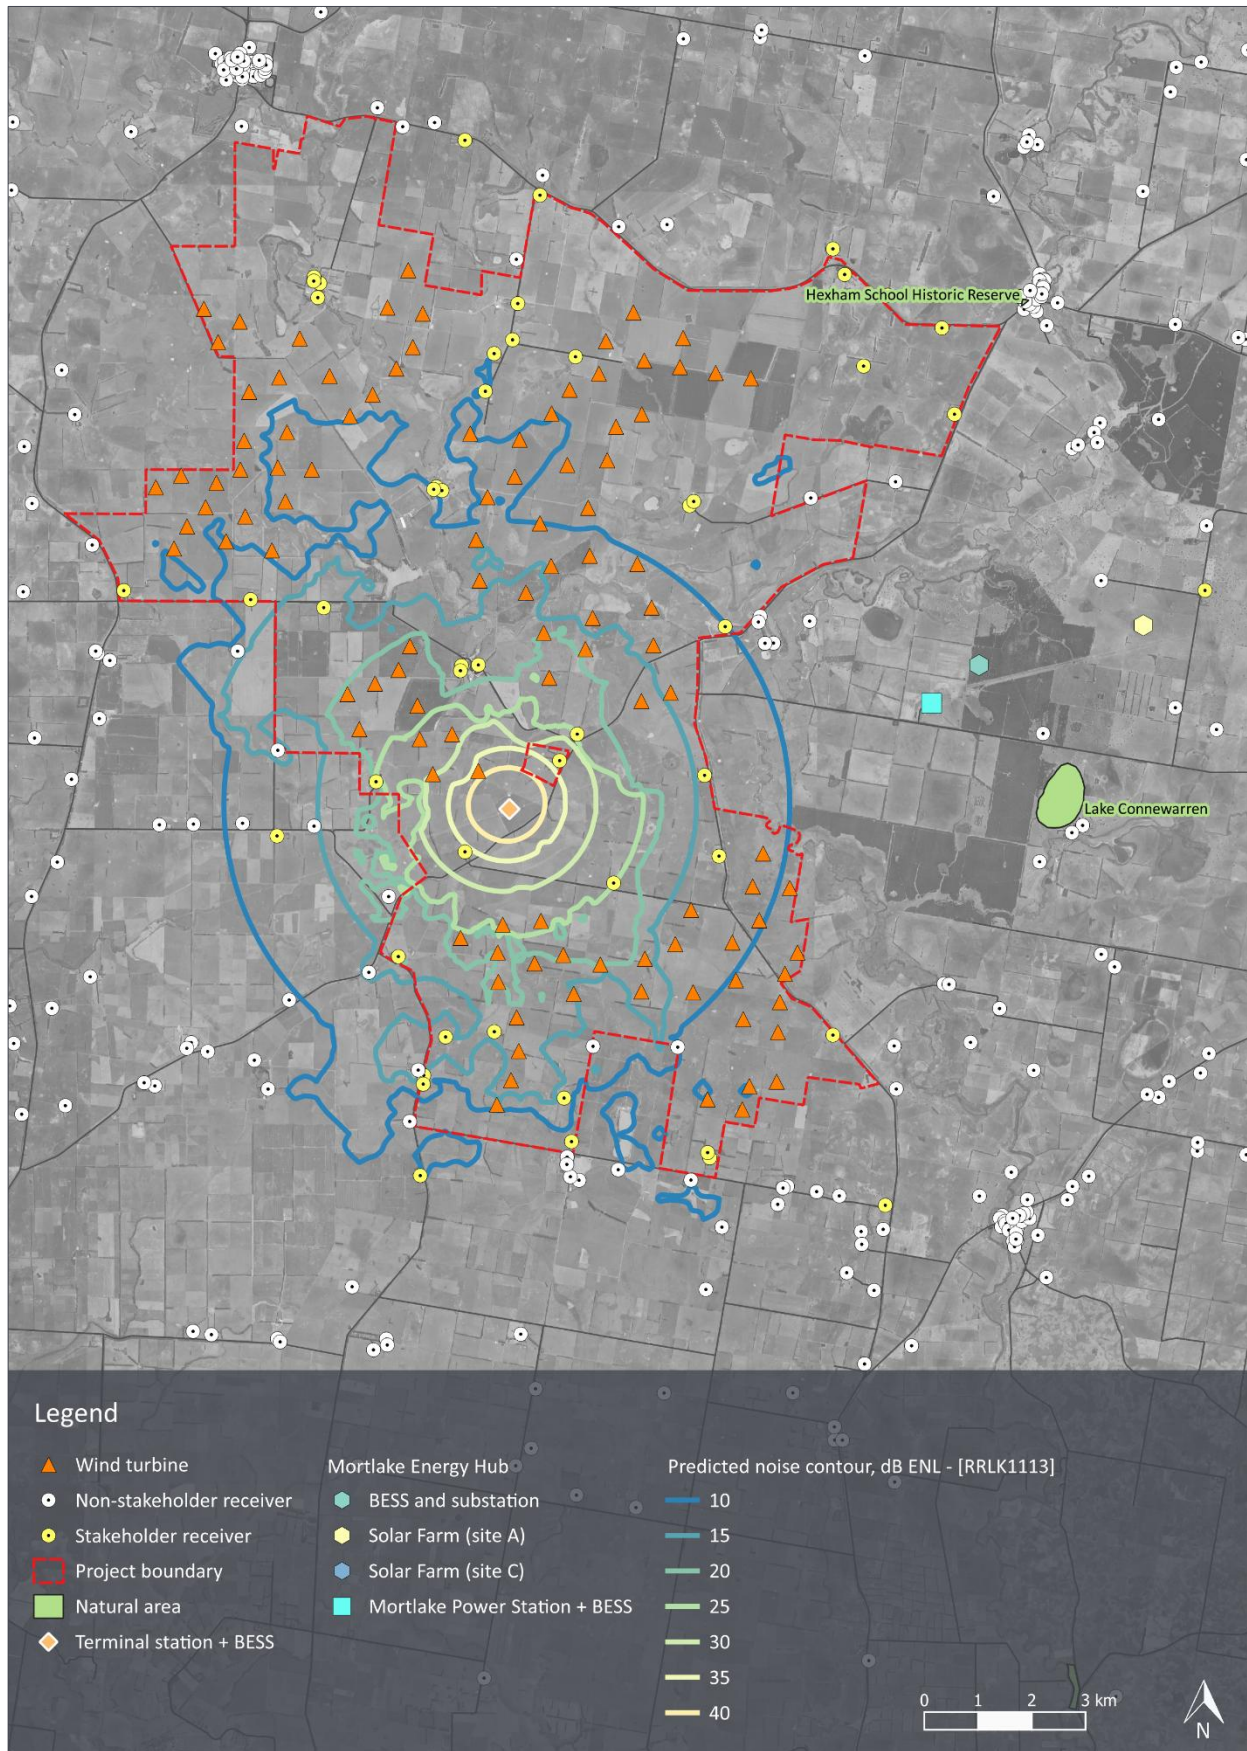 Hexham School Historic Reserve
Lake Connewarren
Legend
Wind turbine
Non-stakeholder receiver
Stakeholder receiver
Project boundary
Natural area
Terminal station + BESS
Mortlake Energy Hub
BESS and substation
Solar Farm (site A)
Solar Farm (site C)
Mortlake Power Station + BESS
Predicted noise contour, dB ENL - [RRLK1113]
10
15
20
25
30
35
40
0 1 2 3 km
N